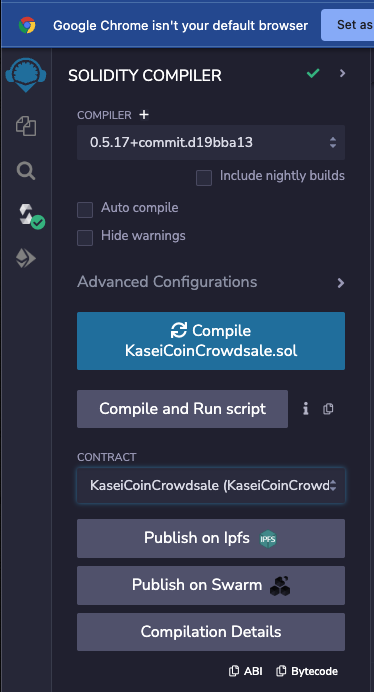 Google Chrome isn't your default browser
Set as
SOLIDITY COMPILER
COMPILER
0.5.17+commit.d19bba13
Include nightly builds
Auto compile
Hide warnings
Advanced Configurations
Compile
KaseiCoinCrowdsale.sol
Compile and Run script
CONTRACT
KaseiCoinCrowdsale (KaseiCoinCrowd
Publish on Ipfs
IPFS
Publish on Swarm
Compilation Details
ABI
Bytecode